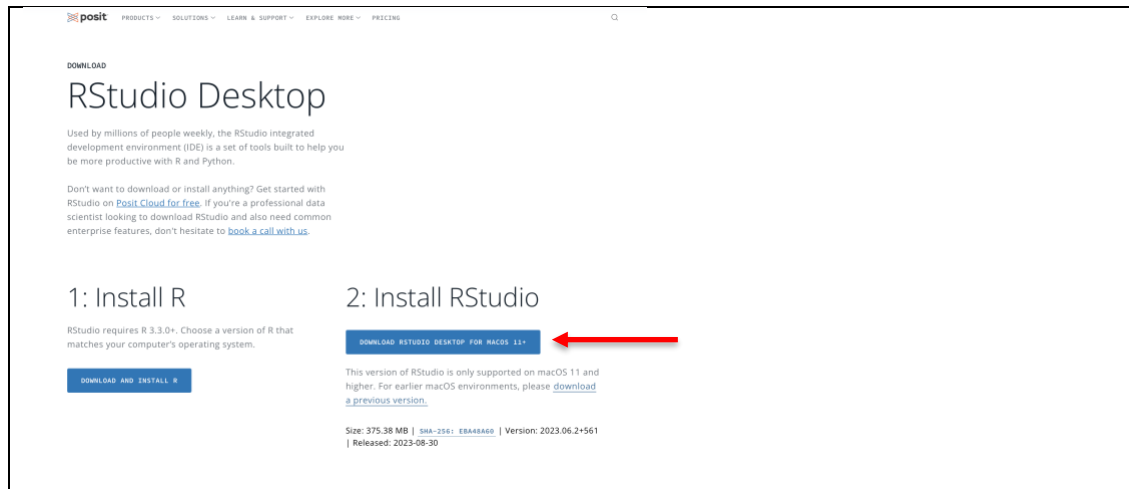 posit PRODUCTS SOLUTIONS LEARN & SUPPORT EXPLORE MORE PRICING
DOWNLOAD
RStudio Desktop
Used by millions of people weekly, the RStudio integrated
development environment (IDE) is a set of tools built to help you
be more productive with R and Python.
Don't want to download or install anything? Get started with
RStudio on Posit Cloud for free. If you're a professional data
scientist looking to download RStudio and also need common
enterprise features, don't hesitate to book a call with us.
1: Install R
RStudio requires R 3.3.0+. Choose a version of R that
matches your computer's operating system.
DOWNLOAD AND INSTALL R
2: Install RStudio
DOWNLOAD RSTUDIO DESKTOP FOR MACOS 11+
This version of RStudio is only supported on macOS 11 and
higher. For earlier macOS environments, please download
a previous version.
Size: 375.38 MB | SHA-256: EBA48A60 | Version: 2023.06.2+561
| Released: 2023-08-30